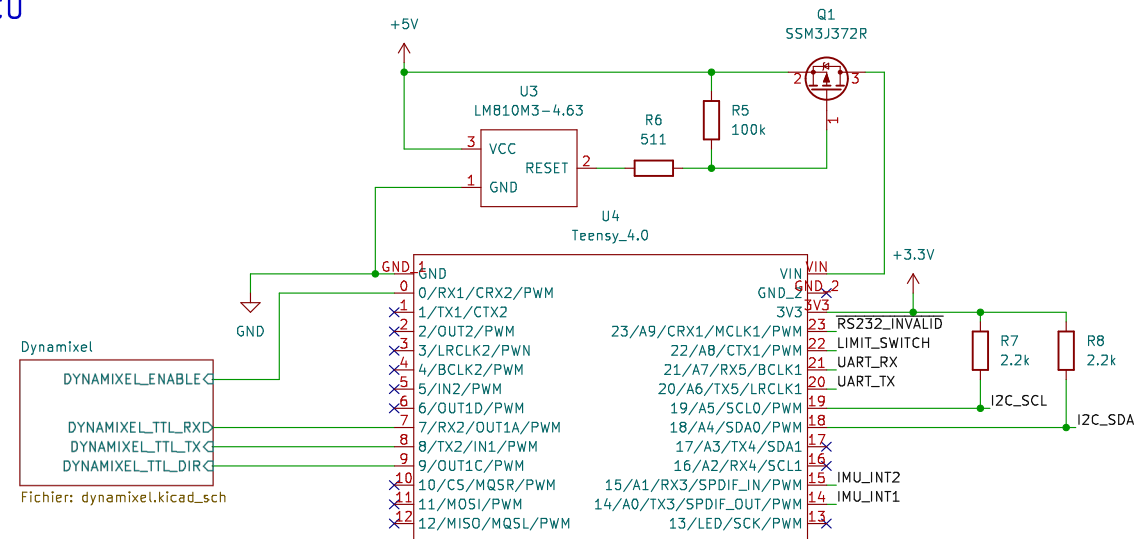 CU
+5V
Q1
SSM3J372R
2
3
1
U3
LM810M3-4.63
R5
100k
R6
511
3 VCC
RESET 2
1 GND
U4
Teensy_4.0
+3.3V
GND_1 GND
VIN VIN
0 0/RX1/CRX2/PWM
GND_2 GND_2
GND
1 1/TX1/CTX2
3V3 3V3
2 2/OUT2/PWM
23/A9/CRX1/MCLK1/PWM 23 RS232_INVALID
Dynamixel
3 3/LRCLK2/PWN
22/A8/CTX1/PWM 22 LIMIT_SWITCH
R7
2.2k
R8
2.2k
4 4/BCLK2/PWM
21/A7/RX5/BCLK1 21 UART_RX
DYNAMIXEL_ENABLE
5 5/IN2/PWM
20/A6/TX5/LRCLK1 20 UART_TX
6 6/OUT1D/PWM
19/A5/SCL0/PWM 19 I2C_SCL
DYNAMIXEL_TTL_RX
7 7/RX2/OUT1A/PWM
18/A4/SDA0/PWM 18 I2C_SDA
DYNAMIXEL_TTL_TX
8 8/TX2/IN1/PWM
17/A3/TX4/SDA1 17
DYNAMIXEL_TTL_DIR
9 9/OUT1C/PWM
16/A2/RX4/SCL1 16
10 10/CS/MQSR/PWM
15/A1/RX3/SPDIF_IN/PWM 15 IMU_INT2
Fichier: dynamixel.kicad_sch
11 11/MOSI/PWM
14/A0/TX3/SPDIF_OUT/PWM 14 IMU_INT1
12 12/MISO/MQSL/PWM
13/LED/SCK/PWM 13